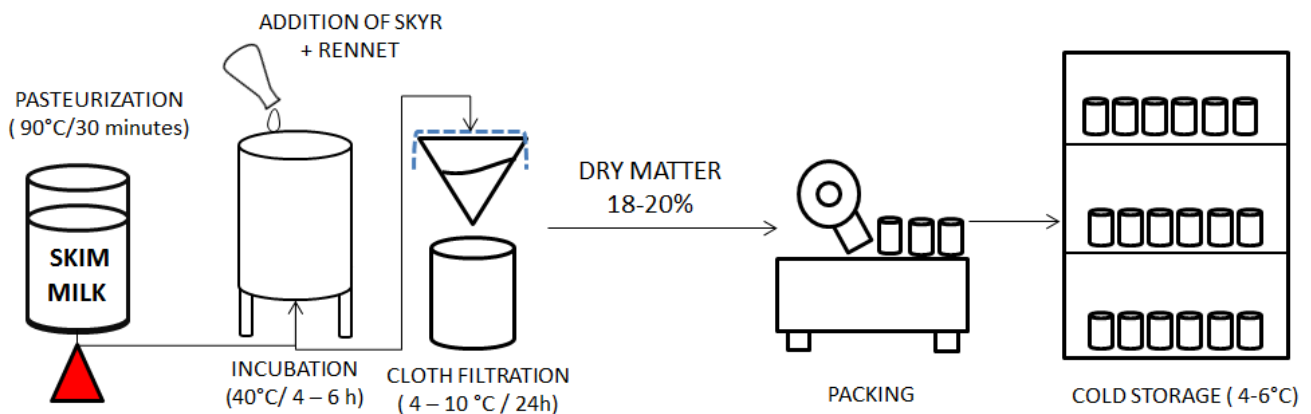 ADDITION OF SKYR
+ RENNET
PASTEURIZATION
( 90°C/30 minutes)
SKIM
MILK
INCUBATION
(40°C/ 4 – 6 h)
CLOTH FILTRATION
( 4 – 10 °C / 24h)
DRY MATTER
18-20%
PACKING
COLD STORAGE ( 4-6°C)